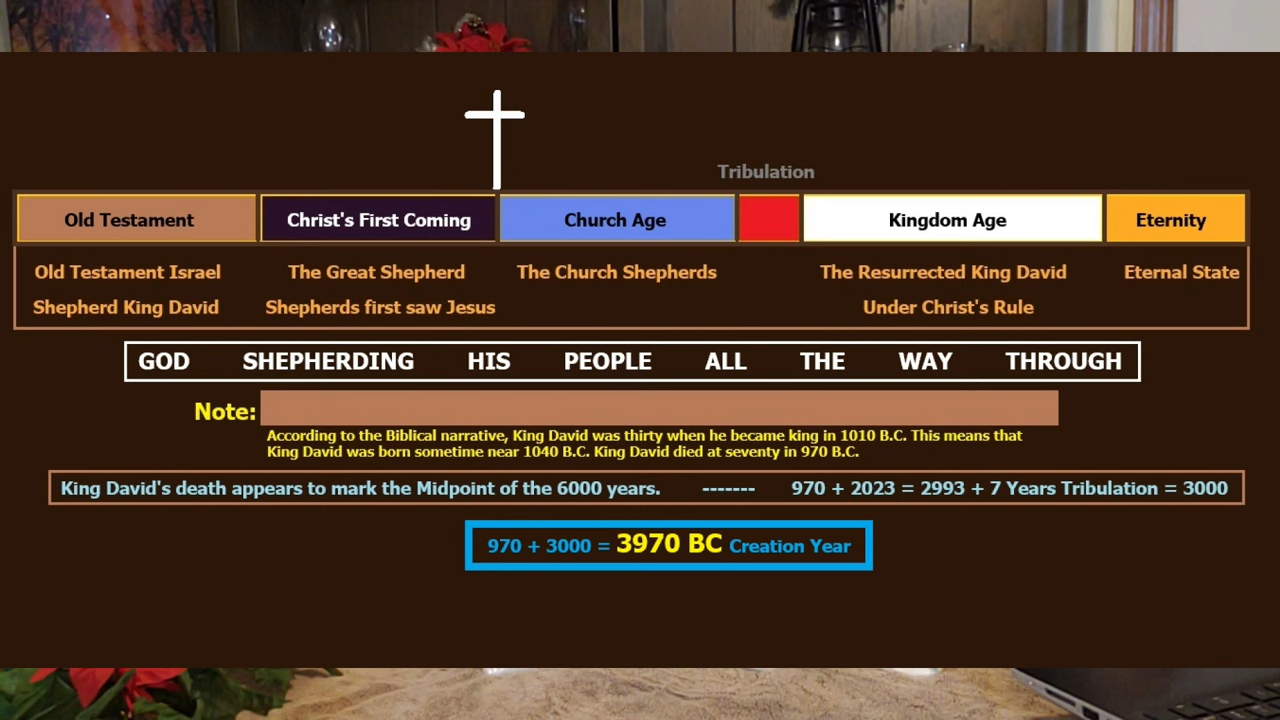 Tribulation
Old Testament Christ's First Coming Church Age Kingdom Age Eternity
Old Testament Israel The Great Shepherd The Church Shepherds The Resurrected King David Eternal State
Shepherd King David Shepherds first saw Jesus Under Christ's Rule
GOD SHEPHERDING HIS PEOPLE ALL THE WAY THROUGH
Note:
According to the Biblical narrative, King David was thirty when he became king in 1010 B.C. This means that
King David was born sometime near 1040 B.C. King David died at seventy in 970 B.C.
King David's death appears to mark the Midpoint of the 6000 years. ------- 970 + 2023 = 2993 + 7 Years Tribulation = 3000
970 + 3000 = 3970 BC Creation Year